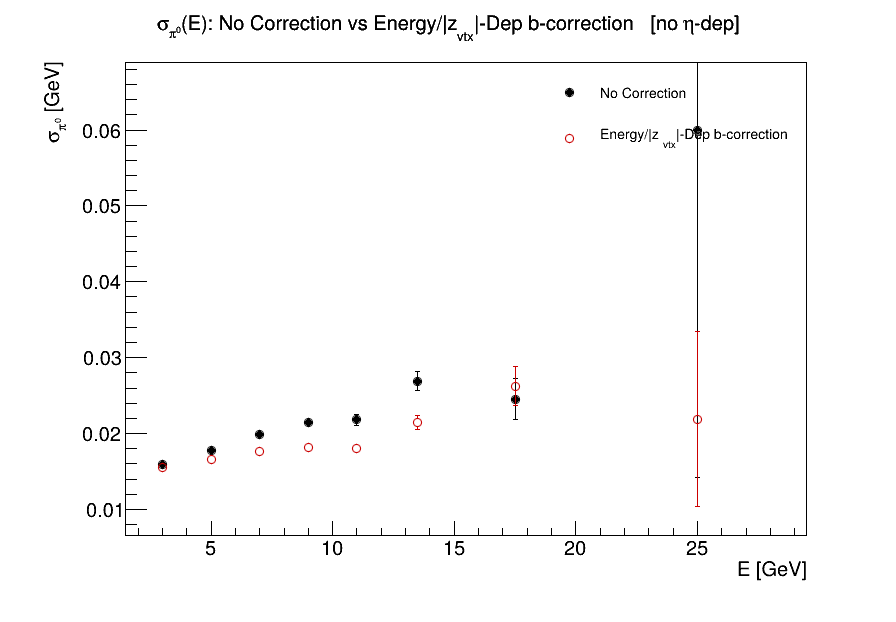 σπ⁰(E): No Correction vs Energy/|zvtx|-Dep b-correction [no η-dep]
σπ⁰ [GeV]
No Correction
Energy/|zvtx|-Dep b-correction
0.06
0.05
0.04
0.03
0.02
0.01
5 10 15 20 25
E [GeV]